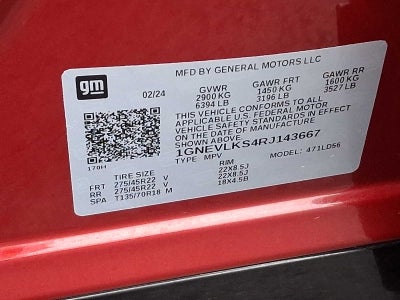 gm
MFD BY GENERAL MOTORS LLC
02/24 GVWR GAWR FRT GAWR RR
2900 KG 1450 KG 1600 KG
6394 LB 3196 LB 3527 LB
THIS VEHICLE CONFORMS TO ALL
APPLICABLE U.S. FEDERAL MOTOR
VEHICLE SAFETY STANDARDS IN EFFECT
ON THE DATE OF MANUFACTURE
SHOWN ABOVE.
1GNEVLKS4RJ143667
170H TYPE: MPV MODEL: 471LD56
TIRE SIZE RIM
FRT 275/45R22 V 22X8.5J
RR 275/45R22 V 22X8.5J
SPA T135/70R18 M 18X4.5B